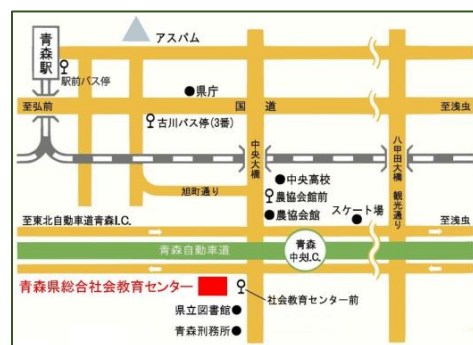 アスパム
青森駅
駅前バス停
県庁
至弘前
国道
至浅虫
古川バス停(3番)
中央大橋
八甲田大橋
観光通り
旭町通り
中央高校
農協会館前
農協会館
スケート場
至東北自動車道青森I.C.
至浅虫
青森自動車道
青森
中央I.C.
青森県総合社会教育センター
社会教育センター前
県立図書館
青森刑務所